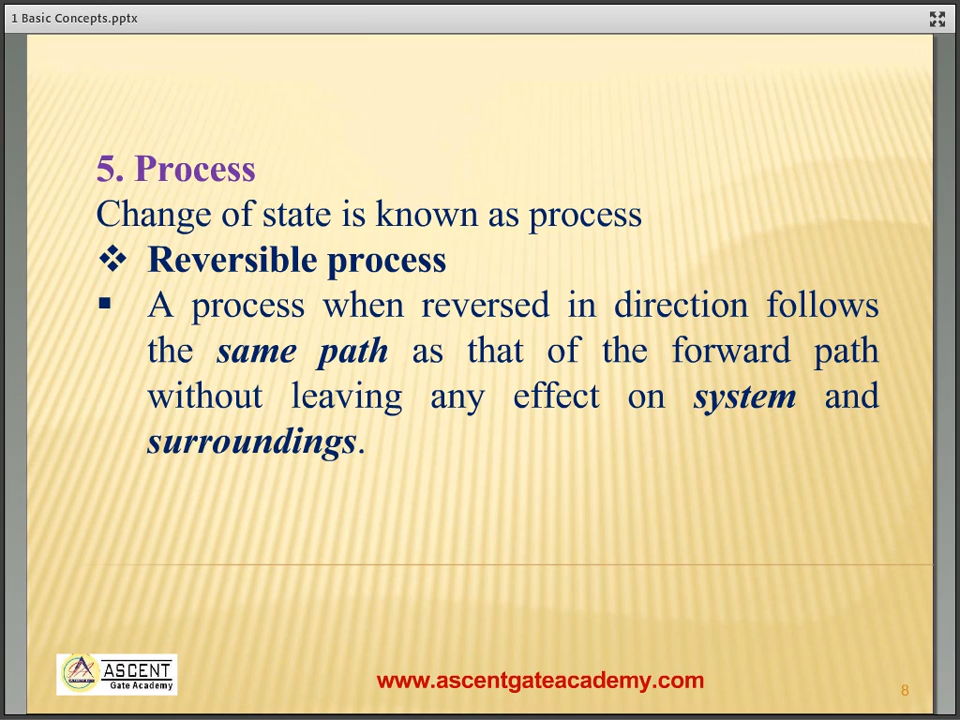 1 Basic Concepts.pptx
5. Process
Change of state is known as process
❖ Reversible process
▪ A process when reversed in direction follows
the same path as that of the forward path
without leaving any effect on system and
surroundings.
ASCENT
Gate Academy
www.ascentgateacademy.com
8